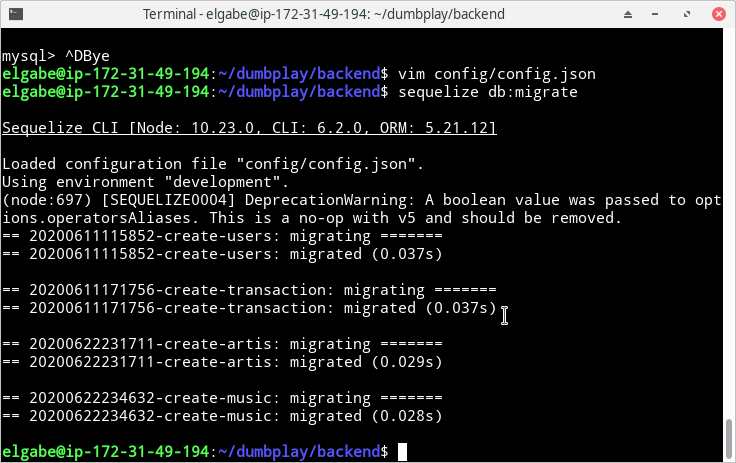 Terminal - elgabe@ip-172-31-49-194: ~/dumbplay/backend
mysql> ^DBye
elgabe@ip-172-31-49-194:~/dumbplay/backend$ vim config/config.json
elgabe@ip-172-31-49-194:~/dumbplay/backend$ sequelize db:migrate
Sequelize CLI [Node: 10.23.0, CLI: 6.2.0, ORM: 5.21.12]
Loaded configuration file "config/config.json".
Using environment "development".
(node:697) [SEQUELIZE0004] DeprecationWarning: A boolean value was passed to opt
ions.operatorsAliases. This is a no-op with v5 and should be removed.
== 20200611115852-create-users: migrating =======
== 20200611115852-create-users: migrated (0.037s)
== 20200611171756-create-transaction: migrating =======
== 20200611171756-create-transaction: migrated (0.037s)
== 20200622231711-create-artis: migrating =======
== 20200622231711-create-artis: migrated (0.029s)
== 20200622234632-create-music: migrating =======
== 20200622234632-create-music: migrated (0.028s)
elgabe@ip-172-31-49-194:~/dumbplay/backend$